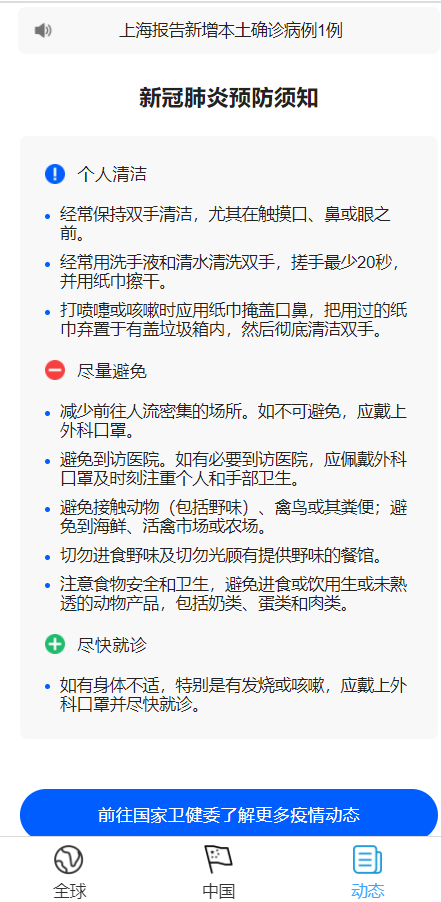 上海报告新增本土确诊病例1例
新冠肺炎预防须知
个人清洁
经常保持双手清洁，尤其在触摸口、鼻或眼之
前。
经常用洗手液和清水清洗双手，搓手最少20秒，
并用纸巾擦干。
打喷嚏或咳嗽时应用纸巾掩盖口鼻，把用过的纸
巾弃置于有盖垃圾箱内，然后彻底清洁双手。
尽量避免
减少前往人流密集的场所。如不可避免，应戴上
外科口罩。
避免到访医院。如有必要到访医院，应佩戴外科
口罩及时刻注重个人和手部卫生。
避免接触动物（包括野味）、禽鸟或其粪便；避
免到海鲜、活禽市场或农场。
切勿进食野味及切勿光顾有提供野味的餐馆。
注意食物安全和卫生，避免进食或饮用生或未熟
透的动物产品，包括奶类、蛋类和肉类。
尽快就诊
如有身体不适，特别是有发烧或咳嗽，应戴上外
科口罩并尽快就诊。
前往国家卫健委了解更多疫情动态
全球
中国
动态